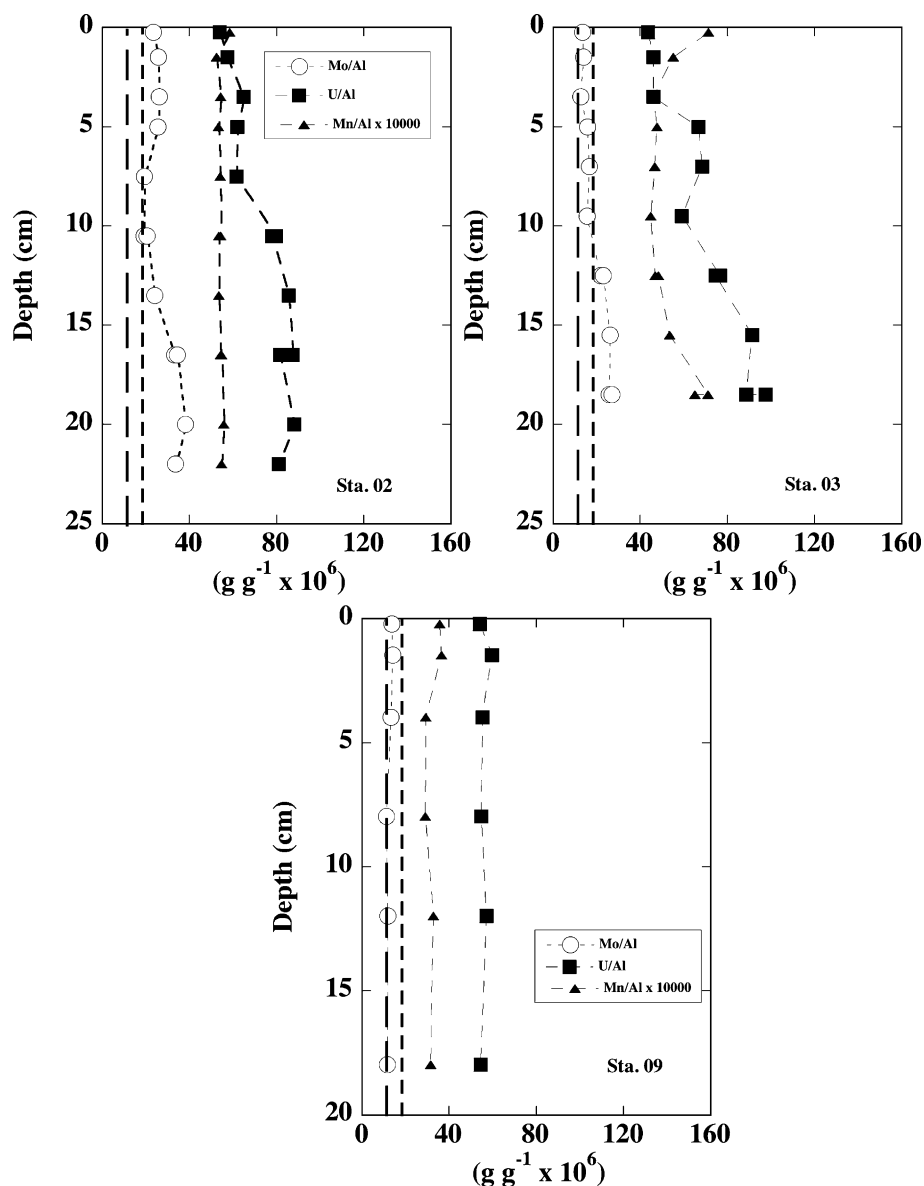 0
5
10
15
20
25
Depth (cm)
Mo/Al
U/Al
Mn/Al x 10000
Sta. 02
0 40 80 120 160
(g g⁻¹ x 10⁶)
0
5
10
15
20
25
Depth (cm)
Sta. 03
0 40 80 120 160
(g g⁻¹ x 10⁶)
0
5
10
15
20
Depth (cm)
Mo/Al
U/Al
Mn/Al x 10000
Sta. 09
0 40 80 120 160
(g g⁻¹ x 10⁶)